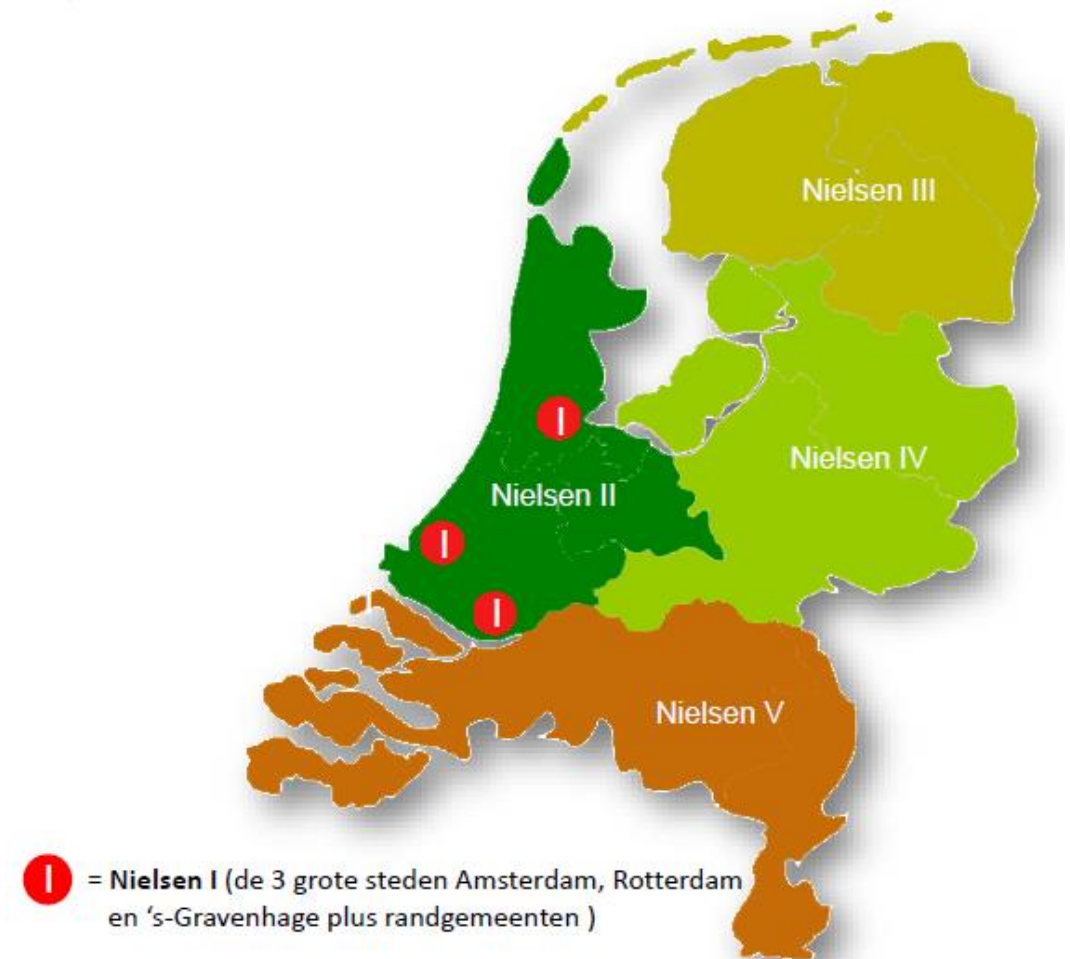 Nielsen III
I
Nielsen IV
Nielsen II
I
I
Nielsen V
I = Nielsen I (de 3 grote steden Amsterdam, Rotterdam
en ‘s-Gravenhage plus randgemeenten )